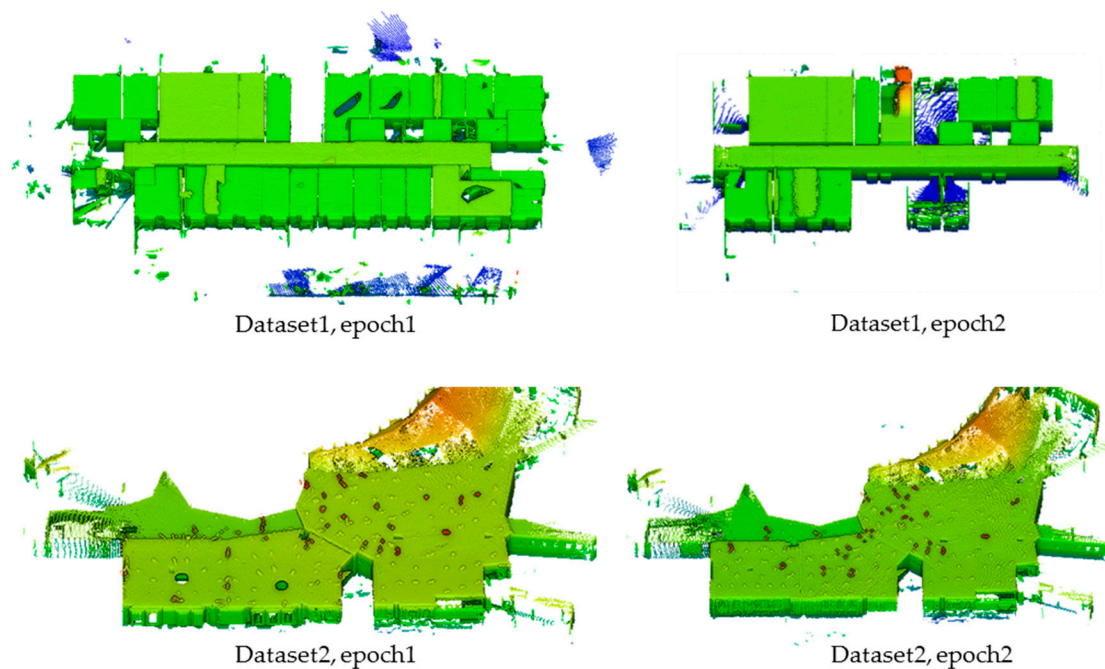 Dataset1, epoch1
Dataset1, epoch2
Dataset2, epoch1
Dataset2, epoch2